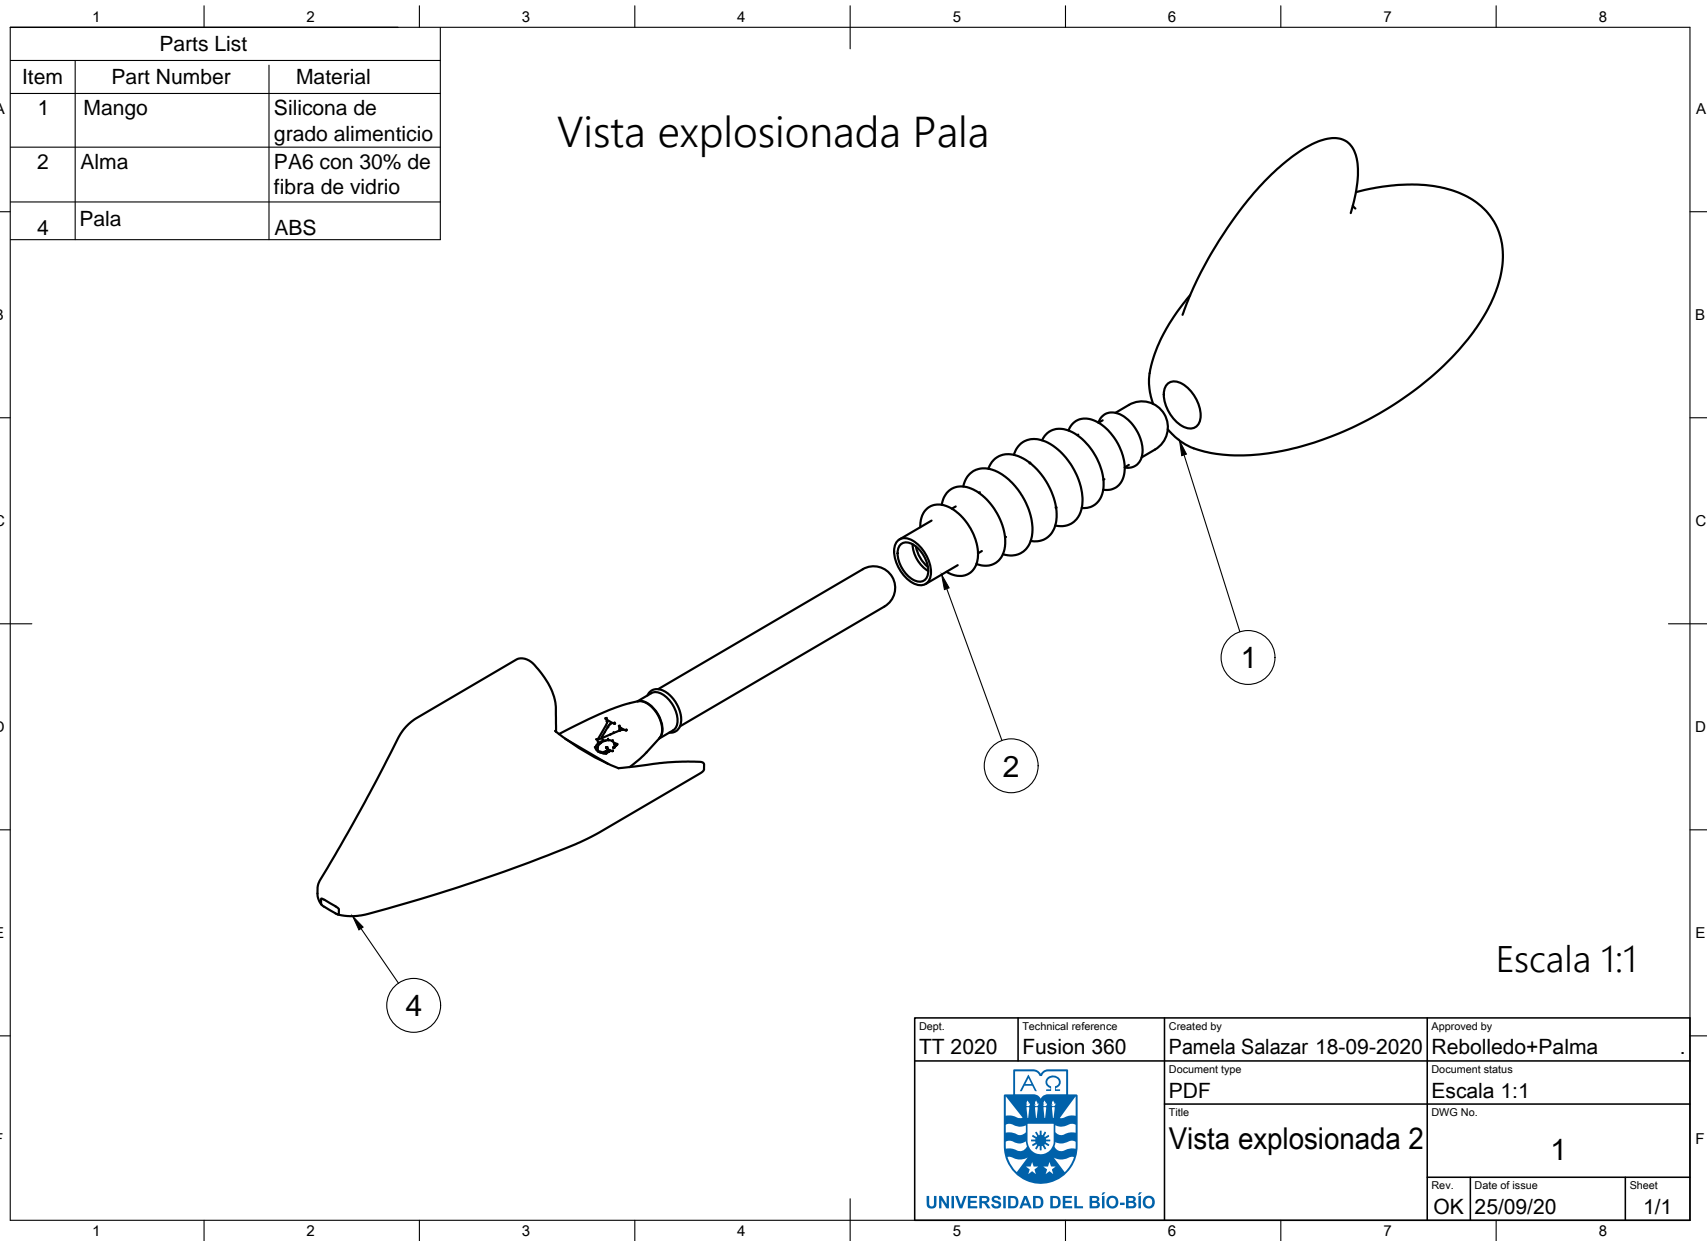 1 2 3 4 5 6 7 8
Parts List
Item Part Number Material
1 Mango Silicona de
grado alimenticio
2 Alma PA6 con 30% de
fibra de vidrio
4 Pala ABS
Vista explosionada Pala
A A
B B
C C
D D
E E
F F
VG
1
2
4
Escala 1:1
Dept. Technical reference Created by Approved by
TT 2020 Fusion 360 Pamela Salazar 18-09-2020 Rebolledo+Palma .
Document type Document status
PDF Escala 1:1
Title DWG No.
Vista explosionada 2 1
Α Ω
UNIVERSIDAD DEL BÍO-BÍO
Rev. Date of issue Sheet
OK 25/09/20 1/1
1 2 3 4 5 6 7 8